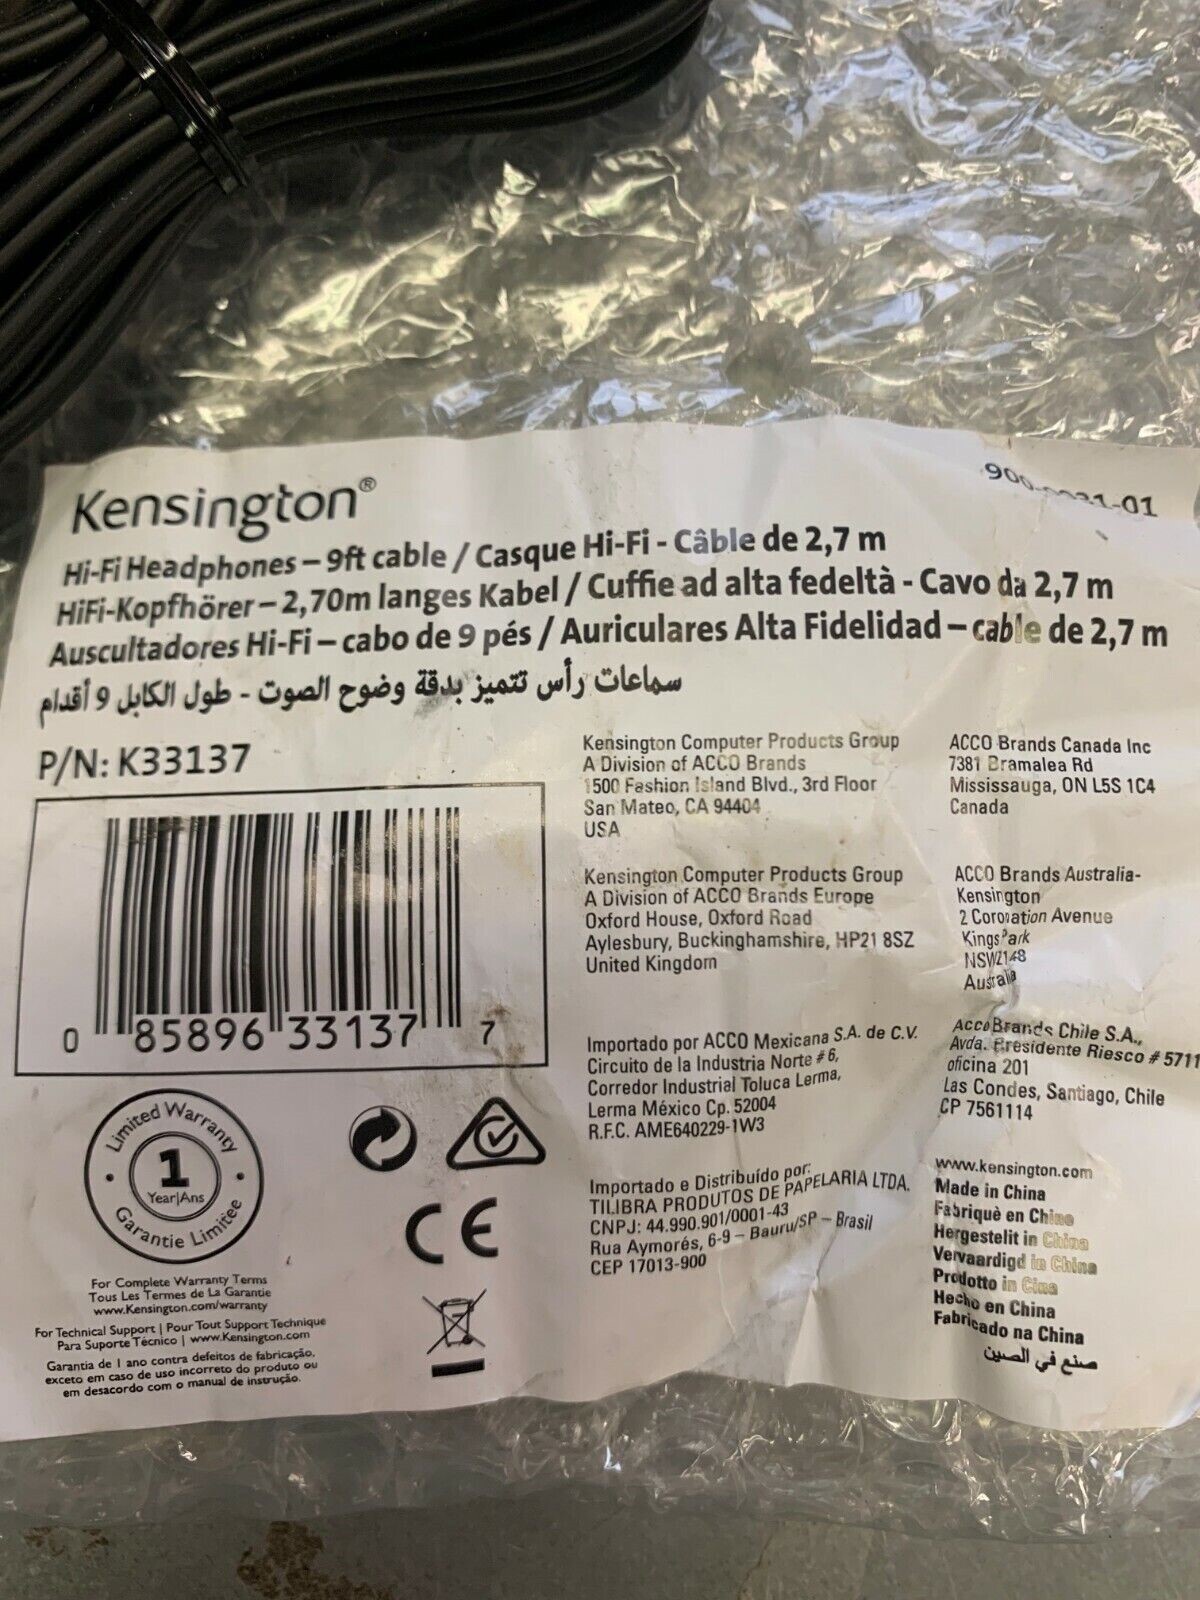 Kensington®
-01
Hi-Fi Headphones – 9ft cable / Casque Hi-Fi - Câble de 2,7 m
HiFi-Kopfhörer – 2,70m langes Kabel / Cuffie ad alta fedeltà - Cavo da 2,7 m
Auscultadores Hi-Fi – cabo de 9 pés / Auriculares Alta Fidelidad – cable de 2,7 m
سماعات رأس تتميز بدقة وضوح الصوت - طول الكابل 9 أقدام
P/N: K33137
0 85896 33137 7
Limited Warranty
1
Year|Ans
Garantie Limitée
For Complete Warranty Terms
Tous Les Termes de La Garantie
www.Kensington.com/warranty
For Technical Support | Pour Tout Support Technique
Para Suporte Técnico | www.Kensington.com
Garantia de 1 ano contra defeitos de fabricação,
exceto em caso de uso incorreto do produto ou
em desacordo com o manual de instrução.
CE
Kensington Computer Products Group
A Division of ACCO Brands
1500 Fashion Island Blvd., 3rd Floor
San Mateo, CA 94404
USA
Kensington Computer Products Group
A Division of ACCO Brands Europe
Oxford House, Oxford Road
Aylesbury, Buckinghamshire, HP21 8SZ
United Kingdom
Importado por ACCO Mexicana S.A. de C.V.
Circuito de la Industria Norte # 6,
Corredor Industrial Toluca Lerma,
Lerma México Cp. 52004
R.F.C. AME640229-1W3
Importado e Distribuído por:
TILIBRA PRODUTOS DE PAPELARIA LTDA.
CNPJ: 44.990.901/0001-43
Rua Aymorés, 6-9 – Bauru/SP – Brasil
CEP 17013-900
ACCO Brands Canada Inc
7381 Bramalea Rd
Mississauga, ON L5S 1C4
Canada
ACCO Brands Australia-
Kensington
2 Coronation Avenue
Kings Park
NSW2148
Australia
Acco Brands Chile S.A.,
Avda. Presidente Riesco # 5711
oficina 201
Las Condes, Santiago, Chile
CP 7561114
www.kensington.com
Made in China
Fabriquè en Chine
Hergestelit in China
Vervaardigd in China
Prodotto in Cina
Hecho en China
Fabricado na China
صنع في الصين